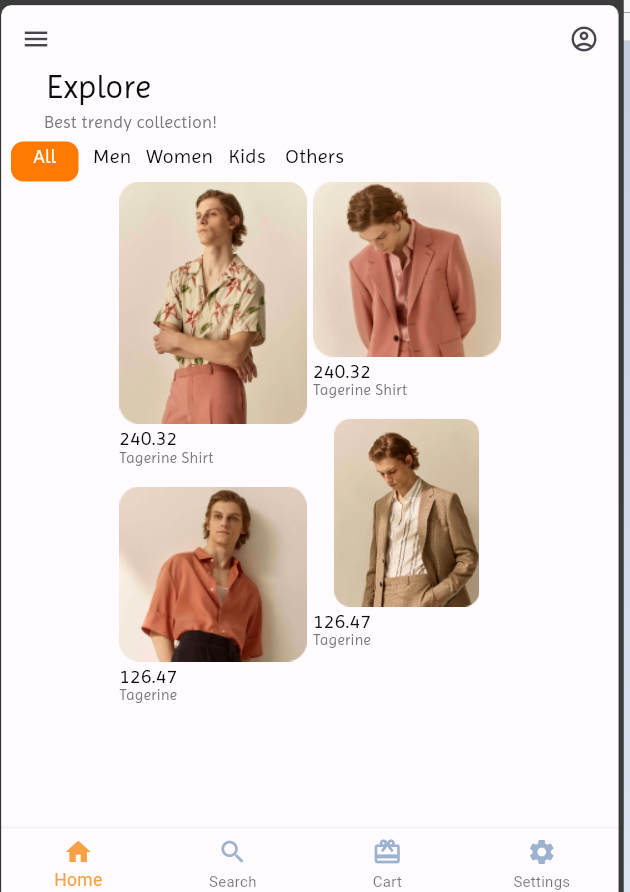 Explore
Best trendy collection!
All Men Women Kids Others
240.32
Tagerine Shirt
240.32
Tagerine Shirt
126.47
Tagerine
126.47
Tagerine
Home Search Cart Settings